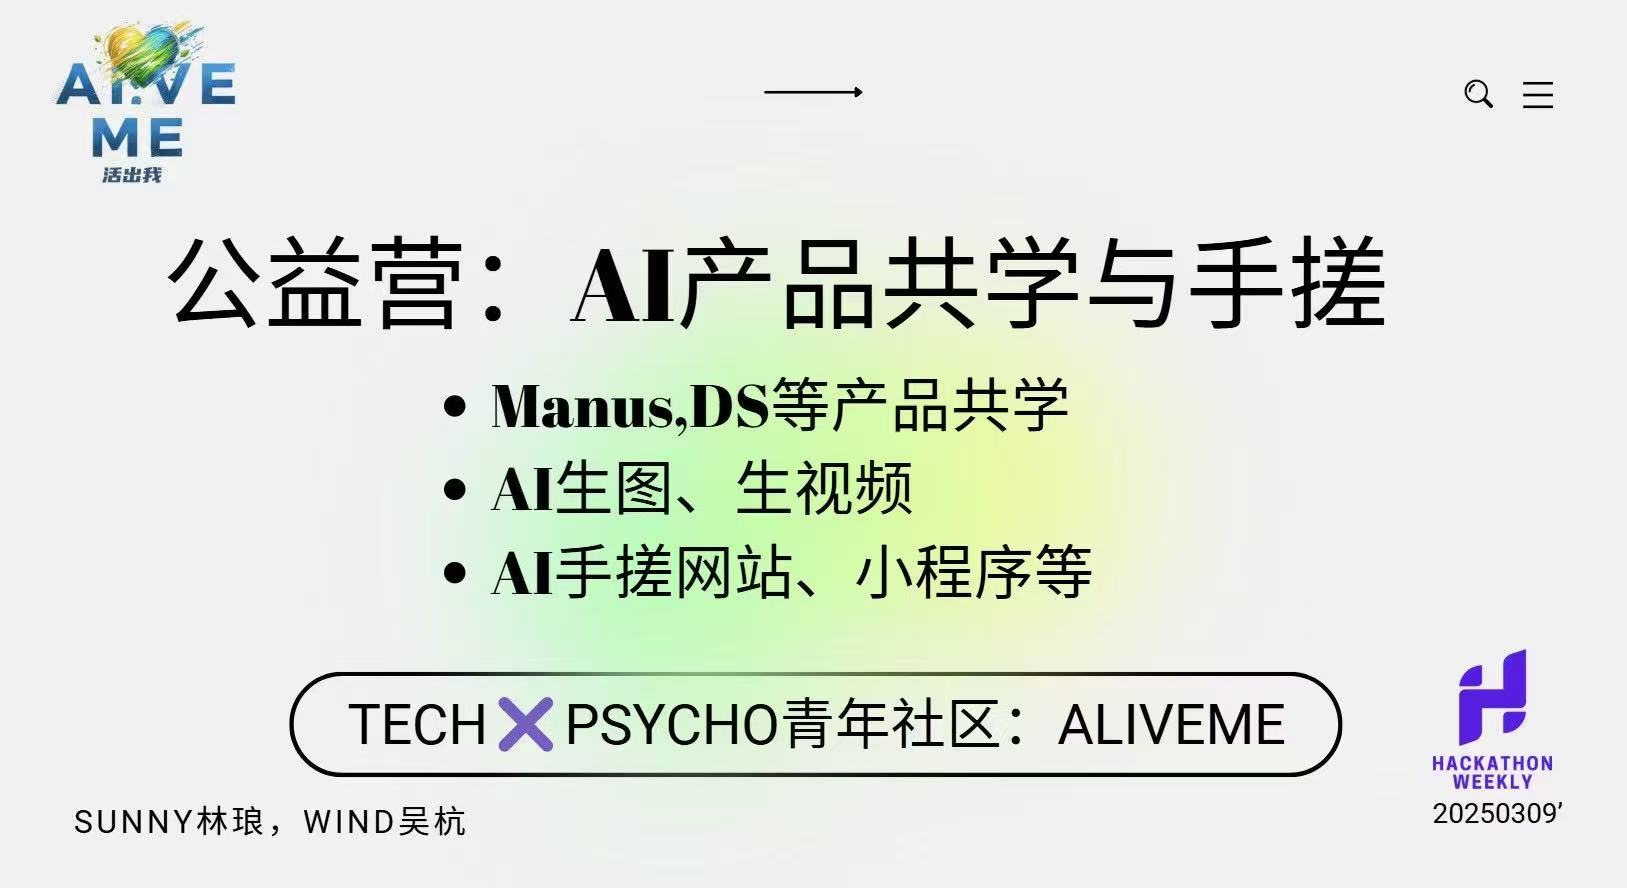 ALIVE
ME
活出我
公益营：AI产品共学与手搓
• Manus,DS等产品共学
• AI生图、生视频
• AI手搓网站、小程序等
TECH❌PSYCHO青年社区：ALIVEME
HACKATHON
WEEKLY
20250309’
SUNNY林琅，WIND吴杭